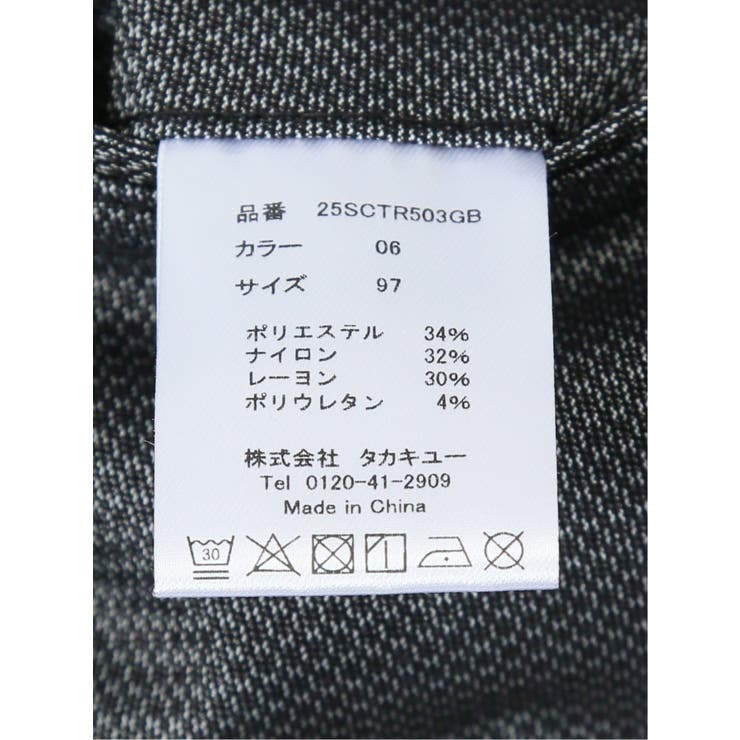 品番 25SCTR503GB
カラー 06
サイズ 97
ポリエステル 34%
ナイロン 32%
レーヨン 30%
ポリウレタン 4%
株式会社 タカキユー
Tel 0120-41-2909
Made in China
30